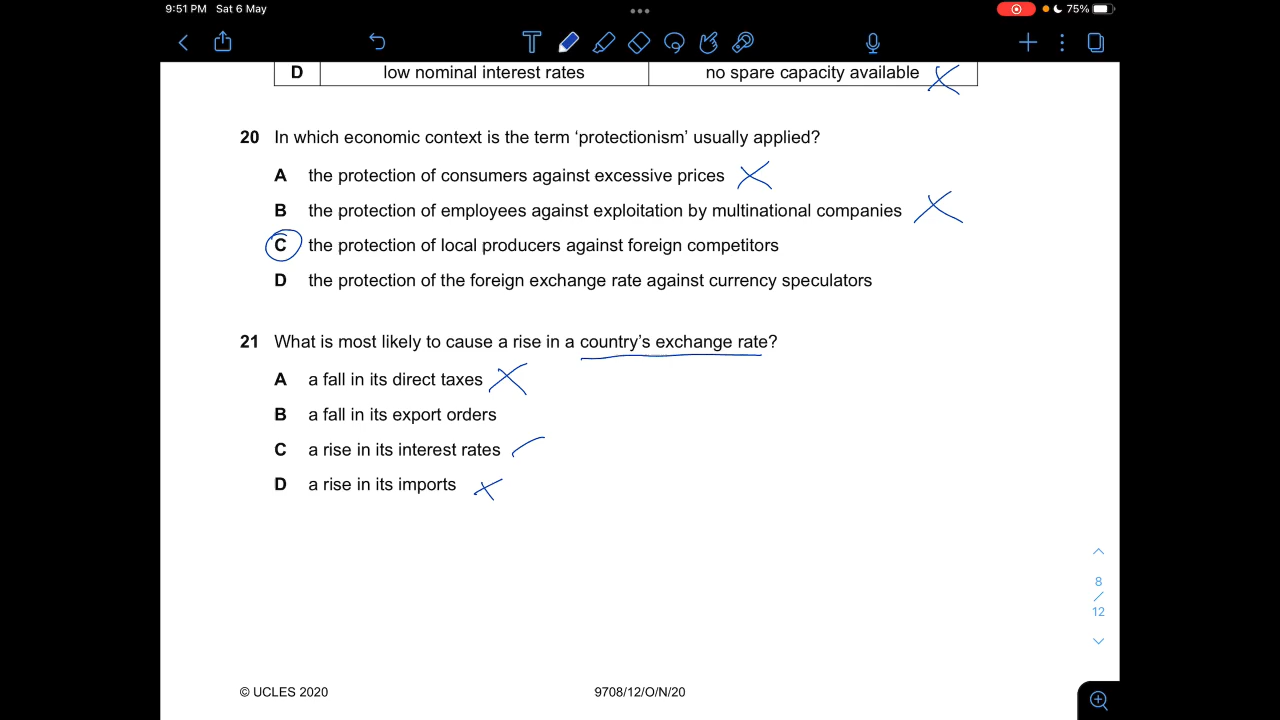 9:51 PM Sat 6 May 75%
D low nominal interest rates no spare capacity available
20 In which economic context is the term ‘protectionism’ usually applied?
A the protection of consumers against excessive prices
B the protection of employees against exploitation by multinational companies
C the protection of local producers against foreign competitors
D the protection of the foreign exchange rate against currency speculators
21 What is most likely to cause a rise in a country’s exchange rate?
A a fall in its direct taxes
B a fall in its export orders
C a rise in its interest rates
D a rise in its imports
8
/
12
© UCLES 2020 9708/12/O/N/20